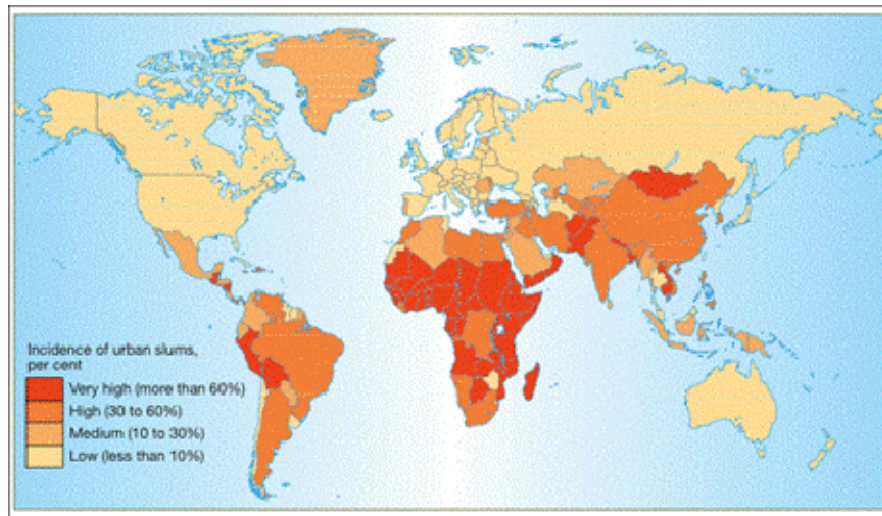 Incidence of urban slums,
per cent
Very high (more than 60%)
High (30 to 60%)
Medium (10 to 30%)
Low (less than 10%)